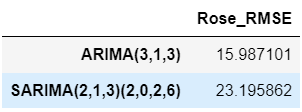 Rose_RMSE
ARIMA(3,1,3) 15.987101
SARIMA(2,1,3)(2,0,2,6) 23.195862